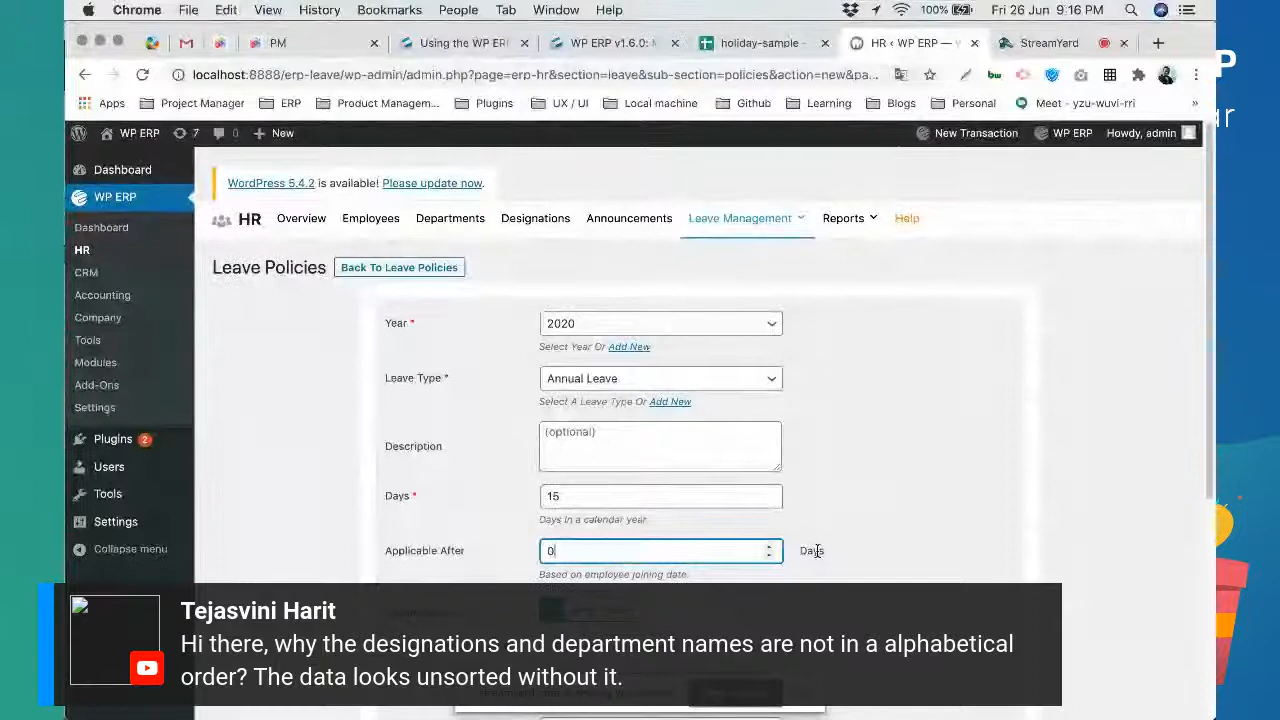 Chrome File Edit View History Bookmarks People Tab Window Help 100% Fri 26 Jun 9:16 PM
PM × Using the WP ER × WP ERP v1.6.0: × holiday-sample - × HR ‹ WP ERP — × StreamYard ×
localhost:8888/erp-leave/wp-admin/admin.php?page=erp-hr&section=leave&sub-section=policies&action=new&pa...
Apps Project Manager ERP Product Managem... Plugins UX / UI Local machine Github Learning Blogs Personal Meet - yzu-wuvi-rri »
WP ERP 7 0 New New Transaction WP ERP Howdy, admin
Dashboard
WP ERP
Dashboard
HR
CRM
Accounting
Company
Tools
Modules
Add-Ons
Settings
Plugins 2
Users
Tools
Settings
Collapse menu
WordPress 5.4.2 is available! Please update now.
HR Overview Employees Departments Designations Announcements Leave Management Reports Help
Leave Policies Back To Leave Policies
Year * 2020
Select Year Or Add New
Leave Type * Annual Leave
Select A Leave Type Or Add New
Description (optional)
Days * 15
Days in a calendar year.
Applicable After 0 Days
Based on employee joining date.
Tejasvini Harit
Hi there, why the designations and department names are not in a alphabetical
order? The data looks unsorted without it.